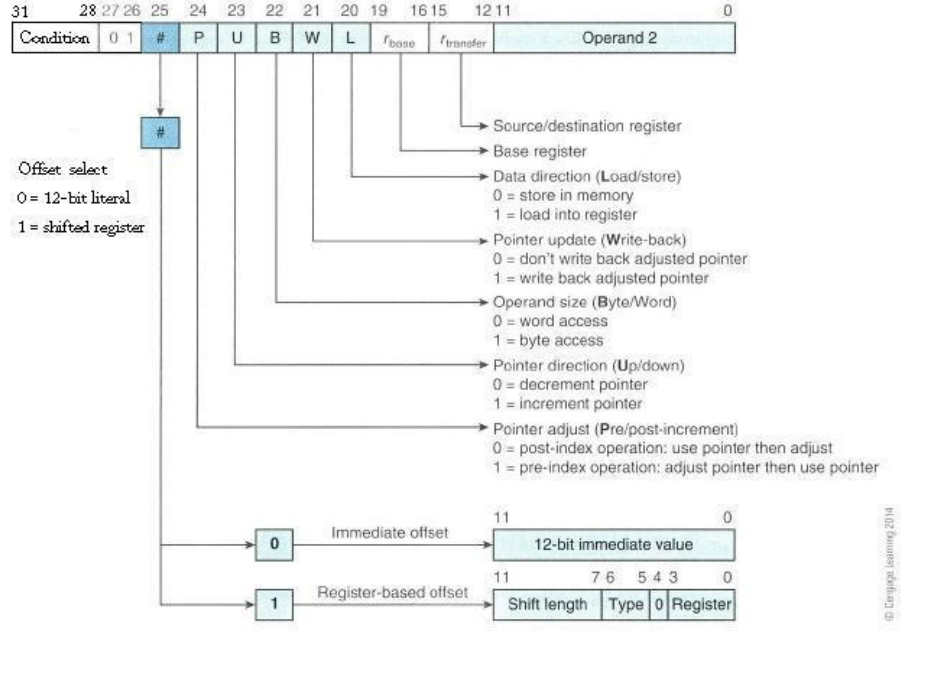 31 28 27 26 25 24 23 22 21 20 19 16 15 12 11 0
Condition 0 1 # P U B W L rbase rtransfer Operand 2
#
Offset select
0 = 12-bit literal
1 = shifted register
Source/destination register
Base register
Data direction (Load/store)
0 = store in memory
1 = load into register
Pointer update (Write-back)
0 = don't write back adjusted pointer
1 = write back adjusted pointer
Operand size (Byte/Word)
0 = word access
1 = byte access
Pointer direction (Up/down)
0 = decrement pointer
1 = increment pointer
Pointer adjust (Pre/post-increment)
0 = post-index operation: use pointer then adjust
1 = pre-index operation: adjust pointer then use pointer
11 0
0 Immediate offset 12-bit immediate value
11 7 6 5 4 3 0
1 Register-based offset Shift length Type 0 Register
© Cengage Learning 2014